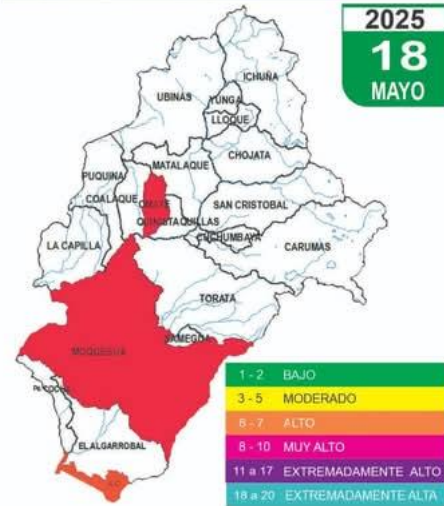 2025
18
MAYO
ICHUÑA
UBINAS
YUNGA
LLOQUE
CHOJATA
MATALAQUE
PUQUINA
COALAQUE
OMATE
SAN CRISTOBAL
QUINISTAQUILLAS
CUCHUMBAYA
LA CAPILLA
CARUMAS
TORATA
MOQUEGUA
SAMEGUA
EL ALGARROBAL
1 - 2 BAJO
3 - 5 MODERADO
6 - 7 ALTO
8 - 10 MUY ALTO
11 a 17 EXTREMADAMENTE ALTO
18 a 20 EXTREMADAMENTE ALTA